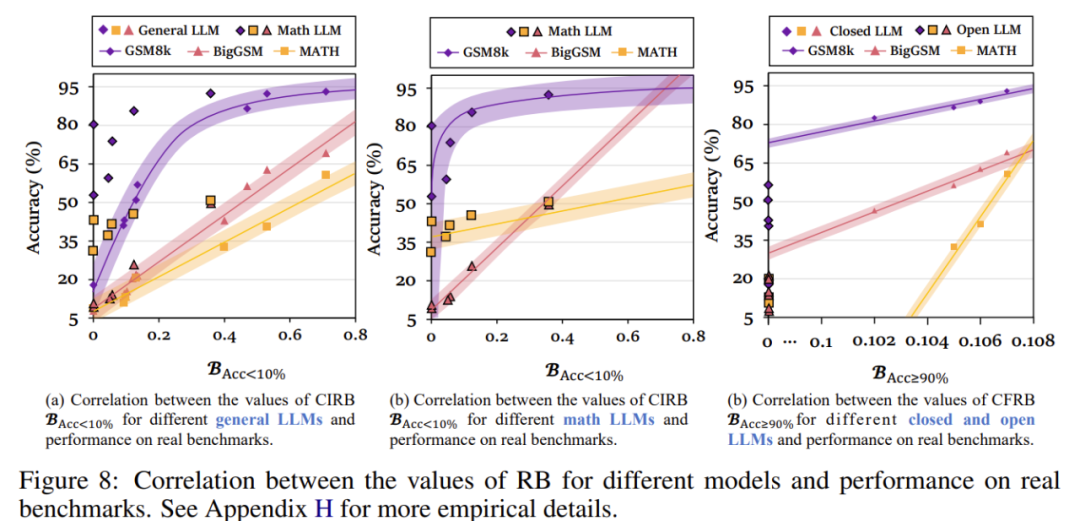 General LLM Math LLM
GSM8k BigGSM MATH
Accuracy (%)
95
80
65
50
35
20
5
0 0.2 0.4 0.6 0.8
𝓑Acc<10%
(a) Correlation between the values of CIRB
𝓑Acc<10% for different general LLMs and
performance on real benchmarks.
Math LLM
GSM8k BigGSM MATH
Accuracy (%)
95
80
65
50
35
20
5
0 0.2 0.4 0.6 0.8
𝓑Acc<10%
(b) Correlation between the values of CIRB
𝓑Acc<10% for different math LLMs and
performance on real benchmarks.
Closed LLM Open LLM
GSM8k BigGSM MATH
Accuracy (%)
95
80
65
50
35
20
5
0 ... 0.1 0.102 0.104 0.106 0.108
𝓑Acc≥90%
(b) Correlation between the values of CFRB
𝓑Acc≥90% for different closed and open
LLMs and performance on real benchmarks.
Figure 8: Correlation between the values of RB for different models and performance on real
benchmarks. See Appendix H for more empirical details.